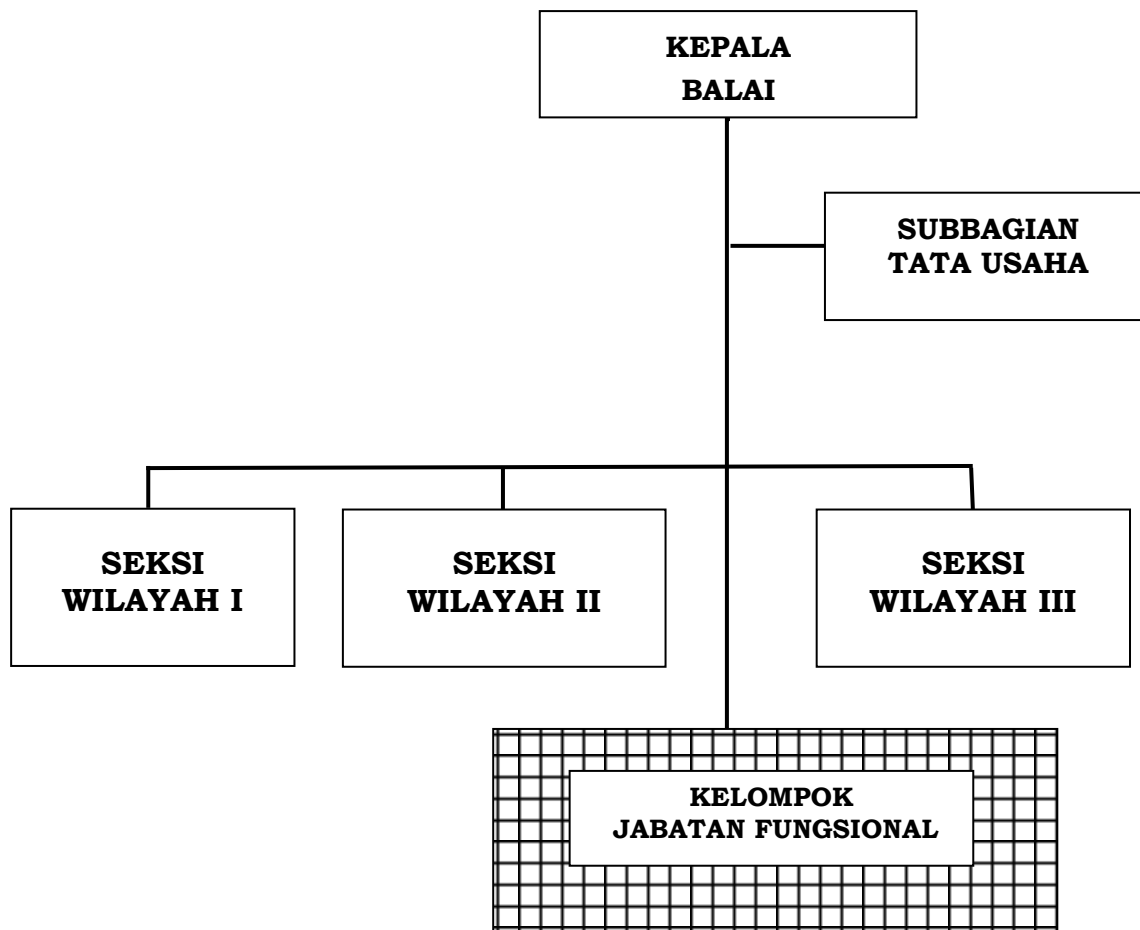 KEPALA
BALAI
SUBBAGIAN
TATA USAHA
SEKSI
WILAYAH I
SEKSI
WILAYAH II
SEKSI
WILAYAH III
KELOMPOK
JABATAN FUNGSIONAL